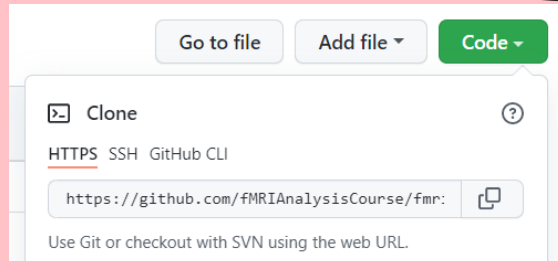 Go to file Add file Code
Clone
HTTPS SSH GitHub CLI
https://github.com/fMRIAnalysisCourse/fmr
Use Git or checkout with SVN using the web URL.